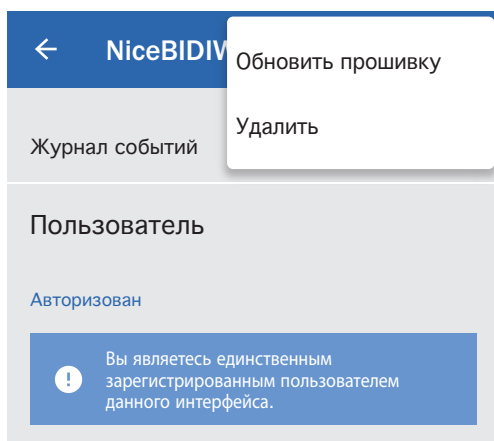 NiceBIDIW
Обновить прошивку
Удалить
Журнал событий
Пользователь
Авторизован
Вы являетесь единственным
зарегистрированным пользователем
данного интерфейса.